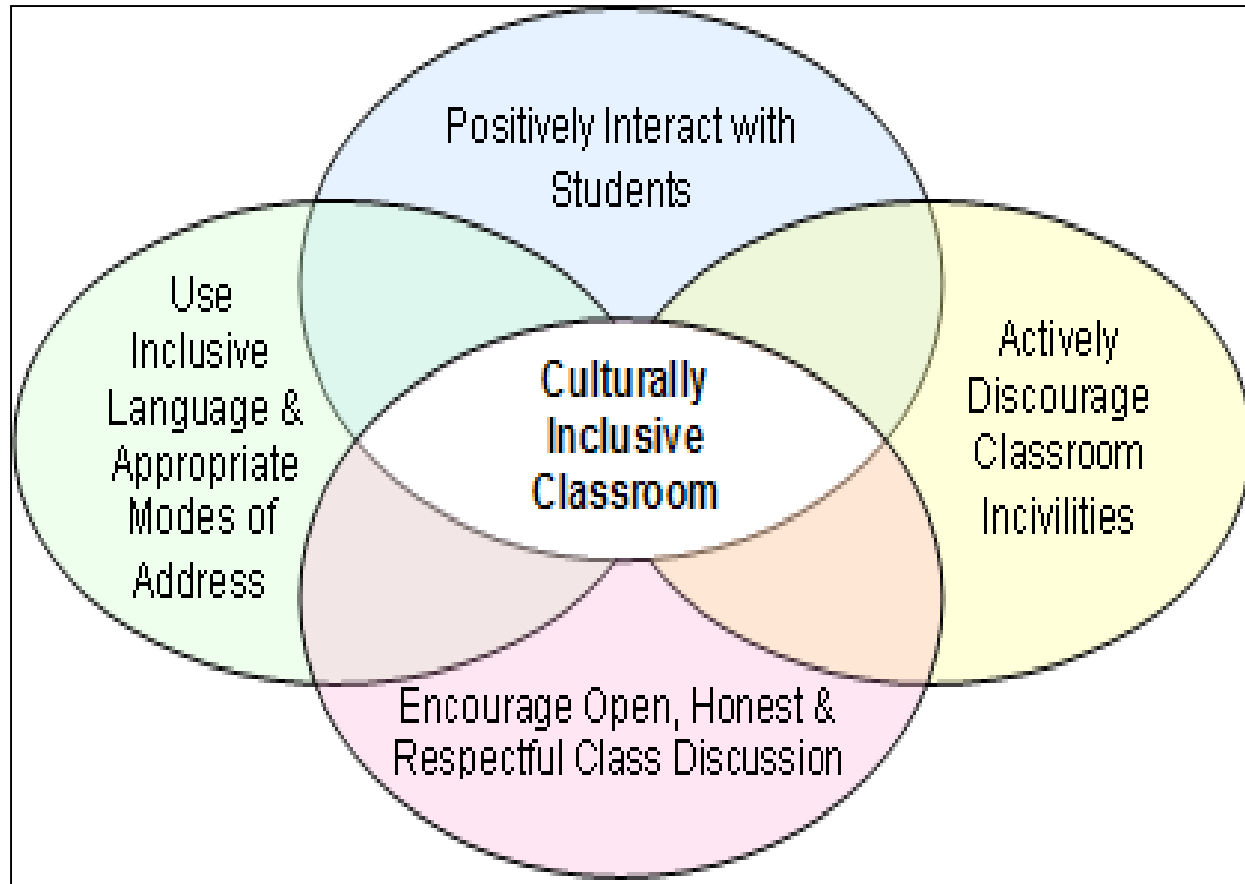 Positively Interact with
Students
Use
Inclusive
Language &
Appropriate
Modes of
Address
Culturally
Inclusive
Classroom
Actively
Discourage
Classroom
Incivilities
Encourage Open, Honest &
Respectful Class Discussion